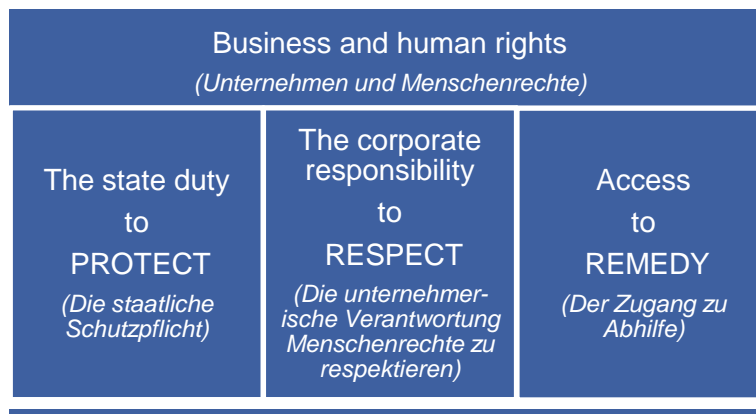 Business and human rights
(Unternehmen und Menschenrechte)
The state duty
to
PROTECT
(Die staatliche
Schutzpflicht)
The corporate
responsibility
to
RESPECT
(Die unternehmer-
ische Verantwortung
Menschenrechte zu
respektieren)
Access
to
REMEDY
(Der Zugang zu
Abhilfe)